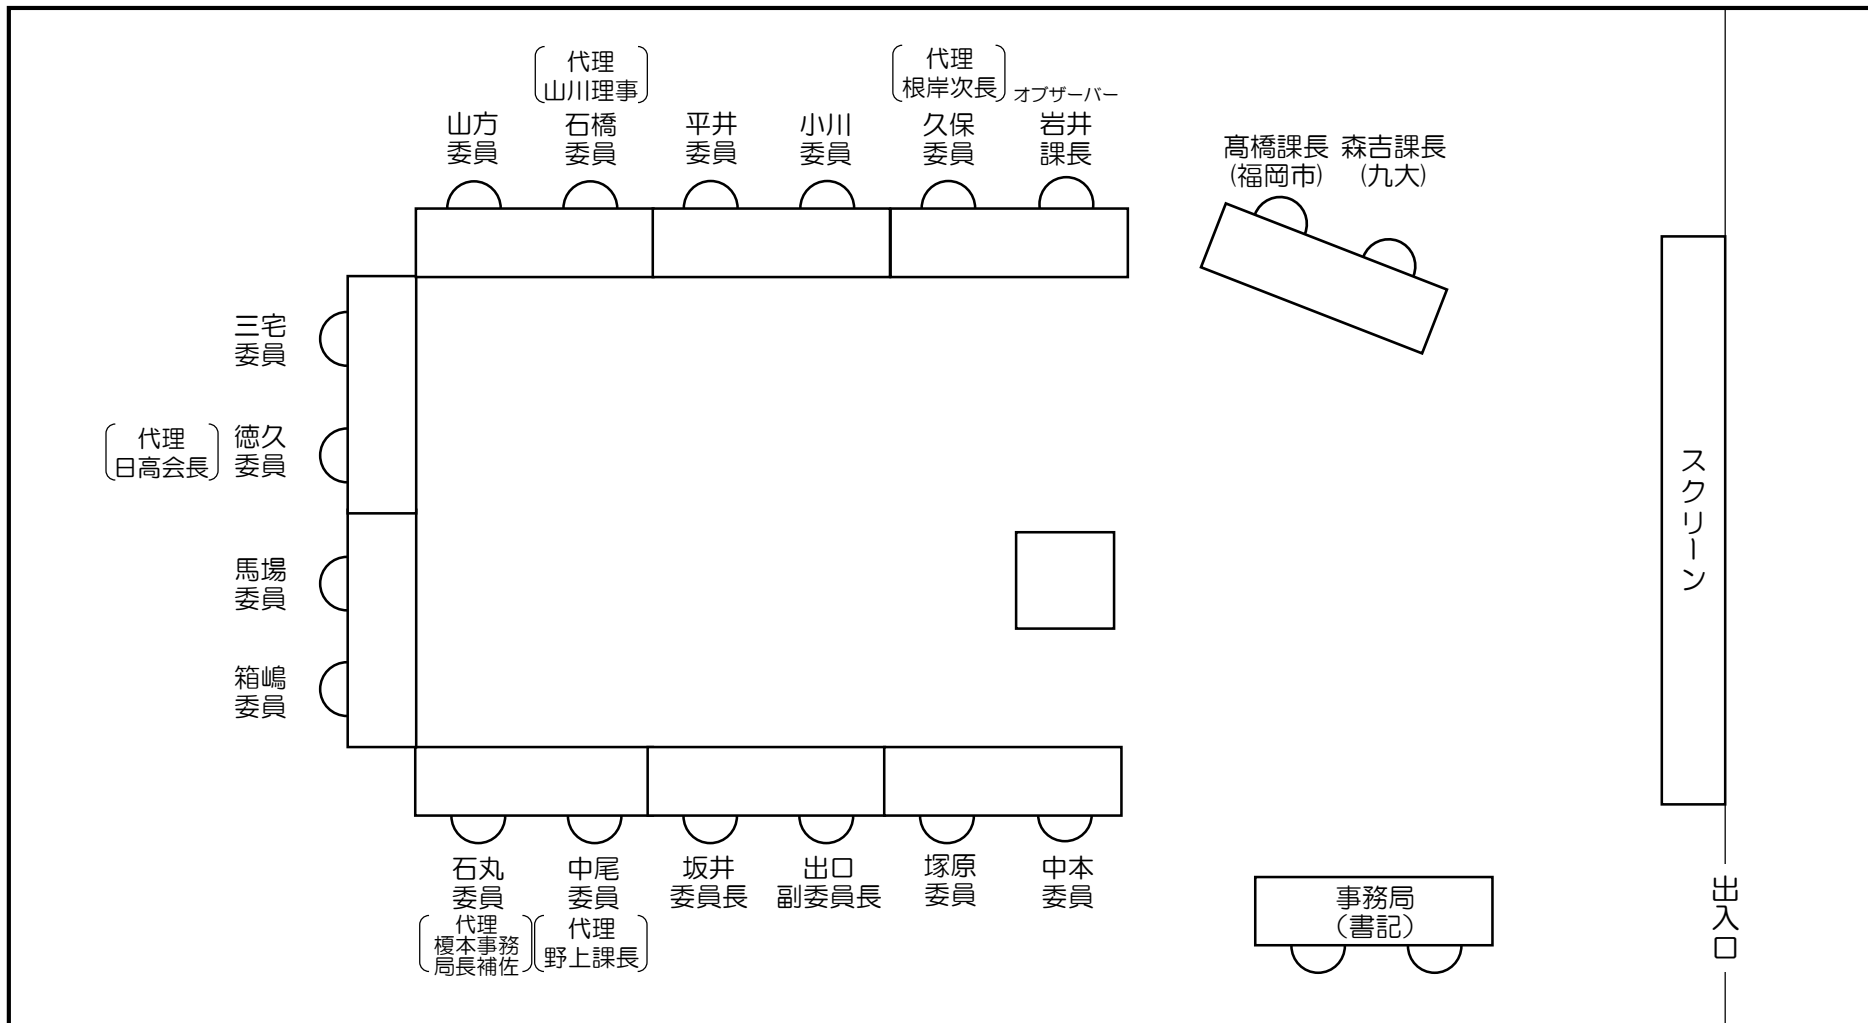 代理
山川理事
代理
根岸次長
オブザーバー
山方
委員
石橋
委員
平井
委員
小川
委員
久保
委員
岩井
課長
髙橋課長
(福岡市)
森吉課長
(九大)
三宅
委員
代理
日高会長
徳久
委員
馬場
委員
箱嶋
委員
スクリーン
石丸
委員
代理
榎本事務
局長補佐
中尾
委員
代理
野上課長
坂井
委員長
出口
副委員長
塚原
委員
中本
委員
事務局
(書記)
出入口